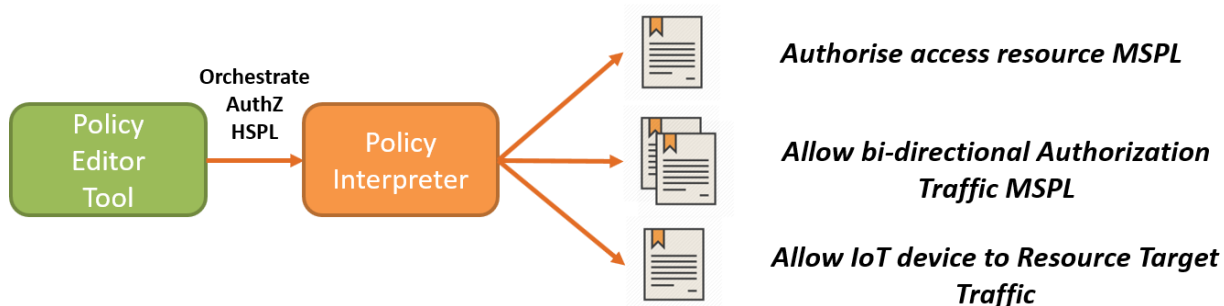 Policy
Editor
Tool
Orchestrate
AuthZ
HSPL
Policy
Interpreter
Authorise access resource MSPL
Allow bi-directional Authorization
Traffic MSPL
Allow IoT device to Resource Target
Traffic